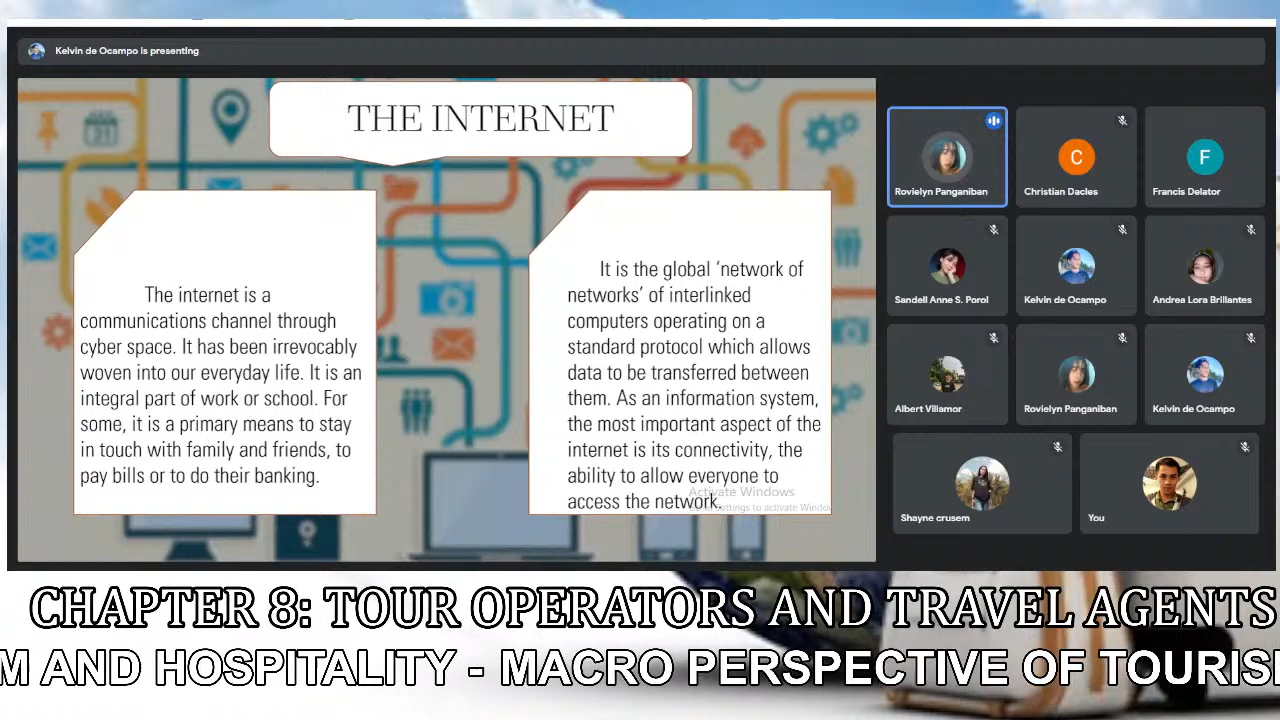 Kelvin de Ocampo is presenting
THE INTERNET
The internet is a
communications channel through
cyber space. It has been irrevocably
woven into our everyday life. It is an
integral part of work or school. For
some, it is a primary means to stay
in touch with family and friends, to
pay bills or to do their banking.
It is the global ‘network of
networks’ of interlinked
computers operating on a
standard protocol which allows
data to be transferred between
them. As an information system,
the most important aspect of the
internet is its connectivity, the
ability to allow everyone to
access the network.
Activate Windows
settings to activate
Rovielyn Panganiban
C
Christian Dacles
F
Francis Delator
Sandell Anne S. Porol
Kelvin de Ocampo
Andrea Lora Brillantes
Albert Villamor
Rovielyn Panganiban
Kelvin de Ocampo
Shayne crusem
You
CHAPTER 8: TOUR OPERATORS AND TRAVEL AGENTS
M AND HOSPITALITY - MACRO PERSPECTIVE OF TOURIS